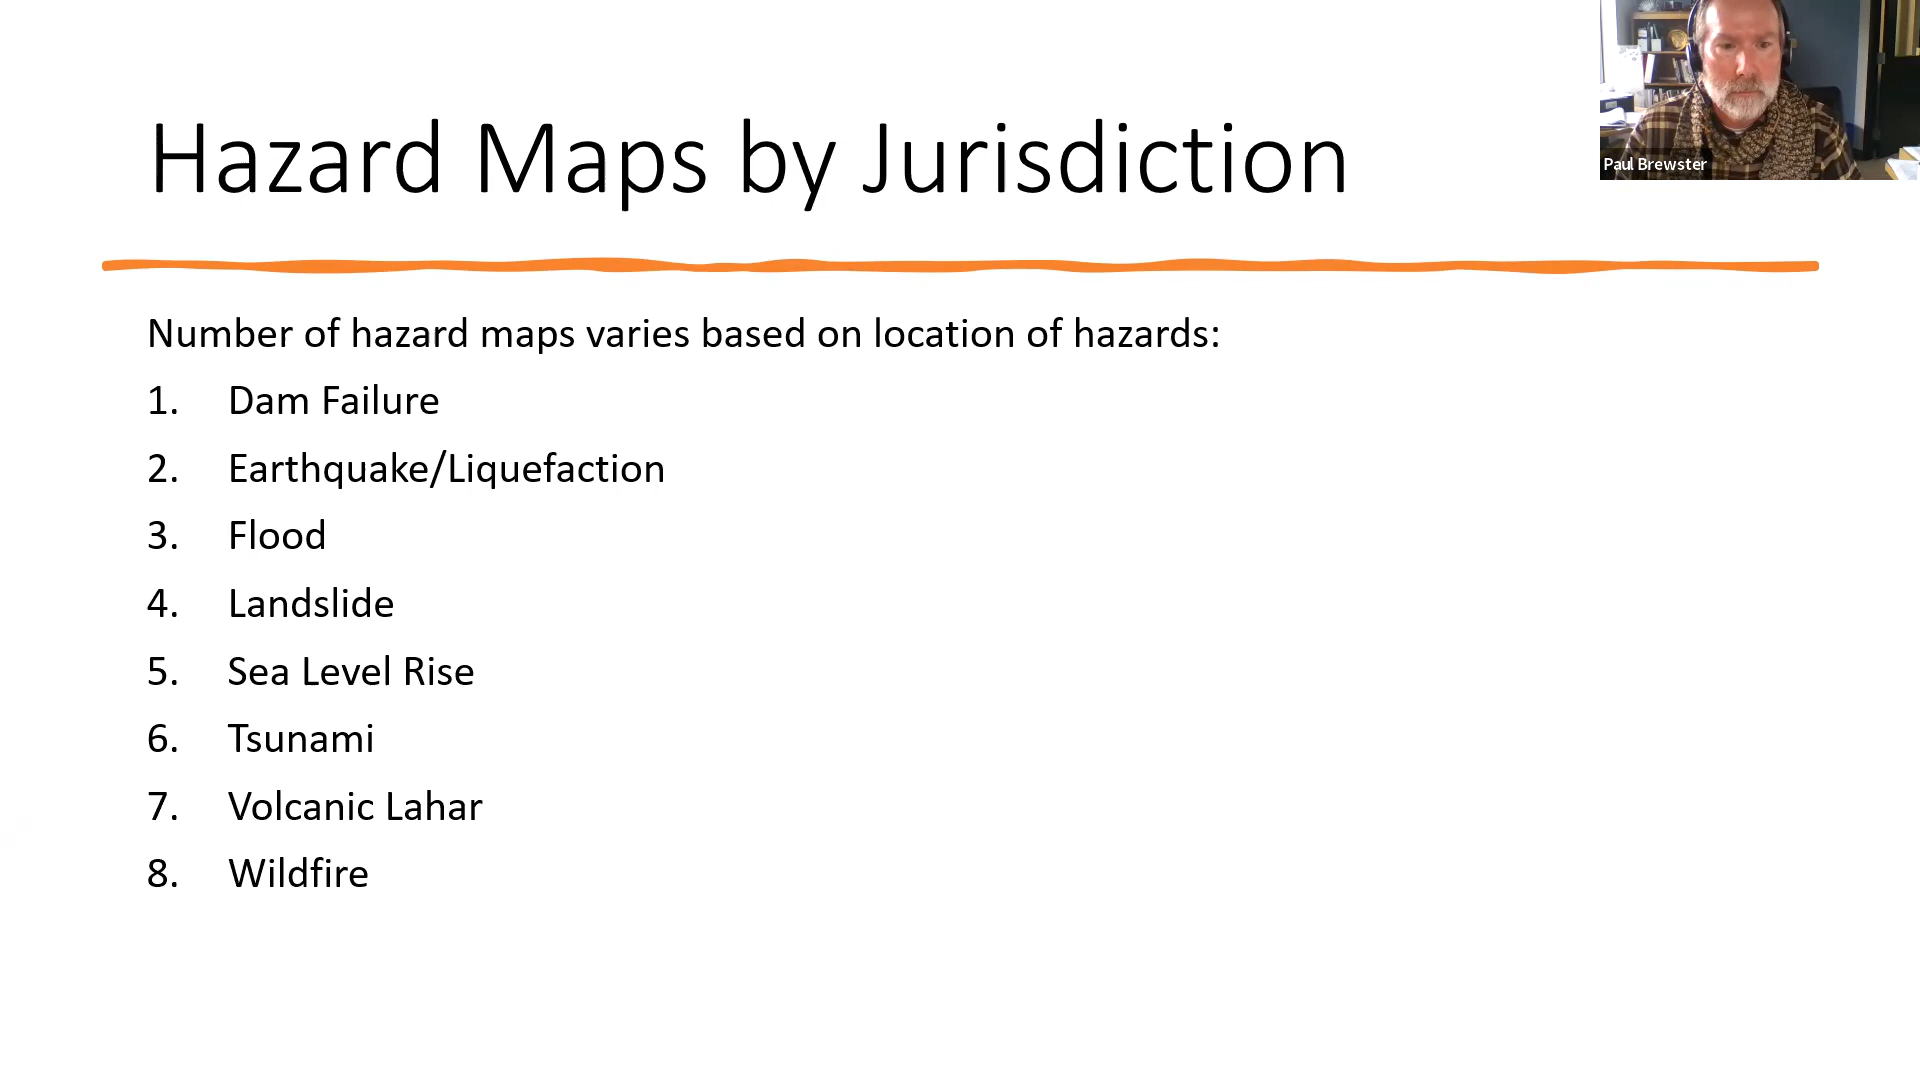 Hazard Maps by Jurisdiction
Paul Brewster
Number of hazard maps varies based on location of hazards:
1. Dam Failure
2. Earthquake/Liquefaction
3. Flood
4. Landslide
5. Sea Level Rise
6. Tsunami
7. Volcanic Lahar
8. Wildfire